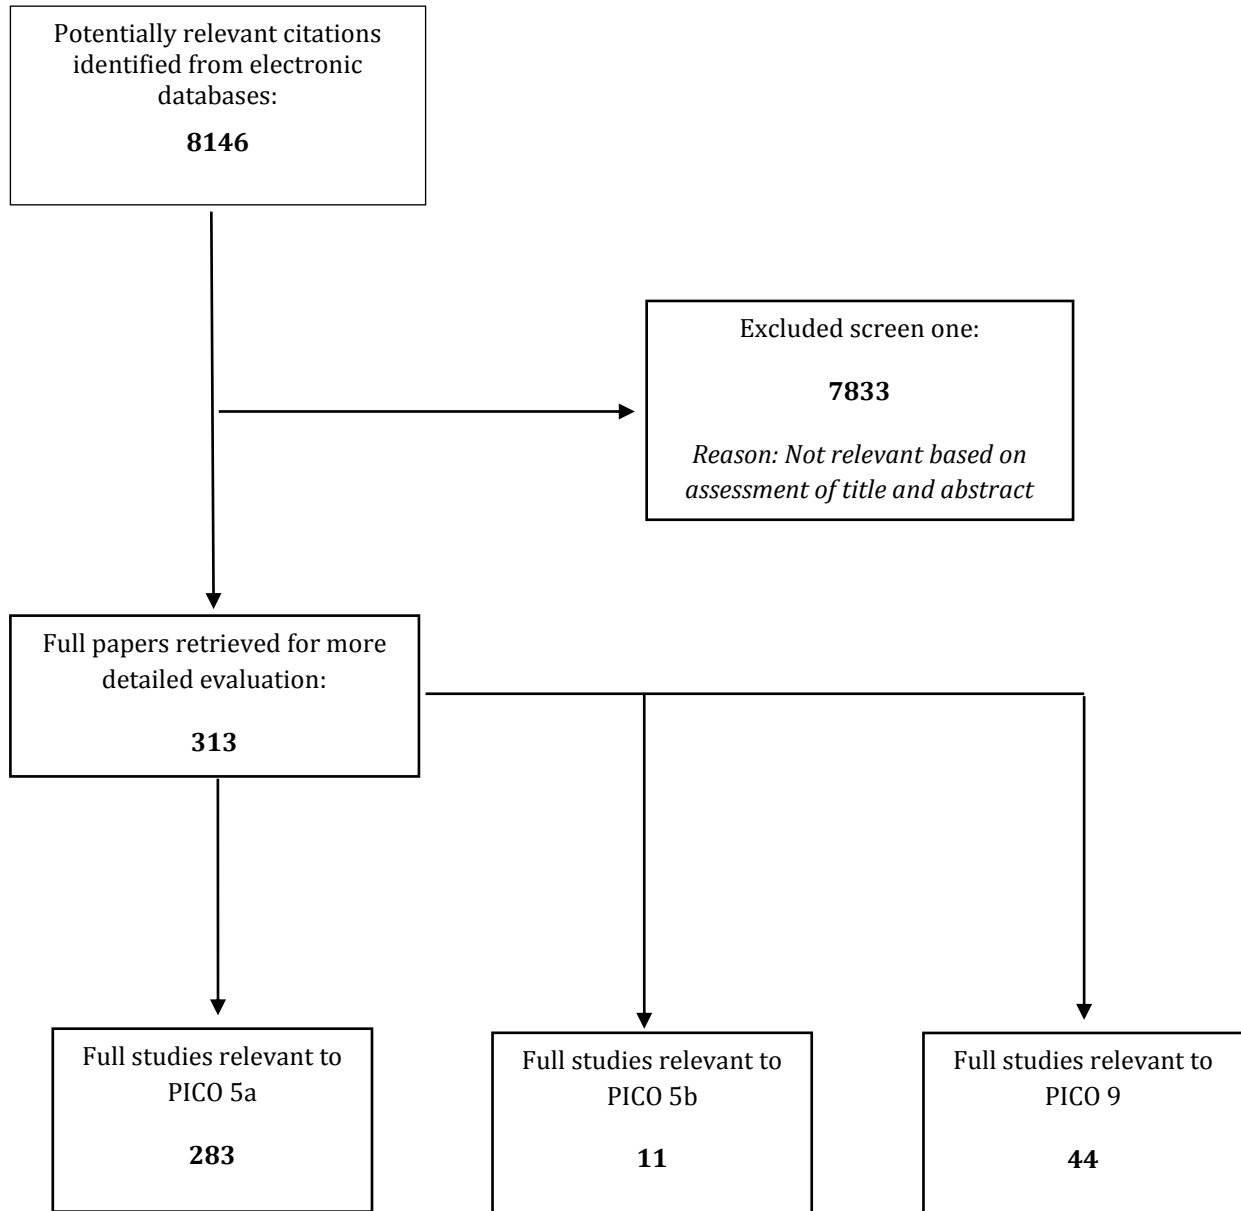 Potentially relevant citations
identified from electronic
databases:
8146
Excluded screen one:
7833
Reason: Not relevant based on
assessment of title and abstract
Full papers retrieved for more
detailed evaluation:
313
Full studies relevant to
PICO 5a
283
Full studies relevant to
PICO 5b
11
Full studies relevant to
PICO 9
44